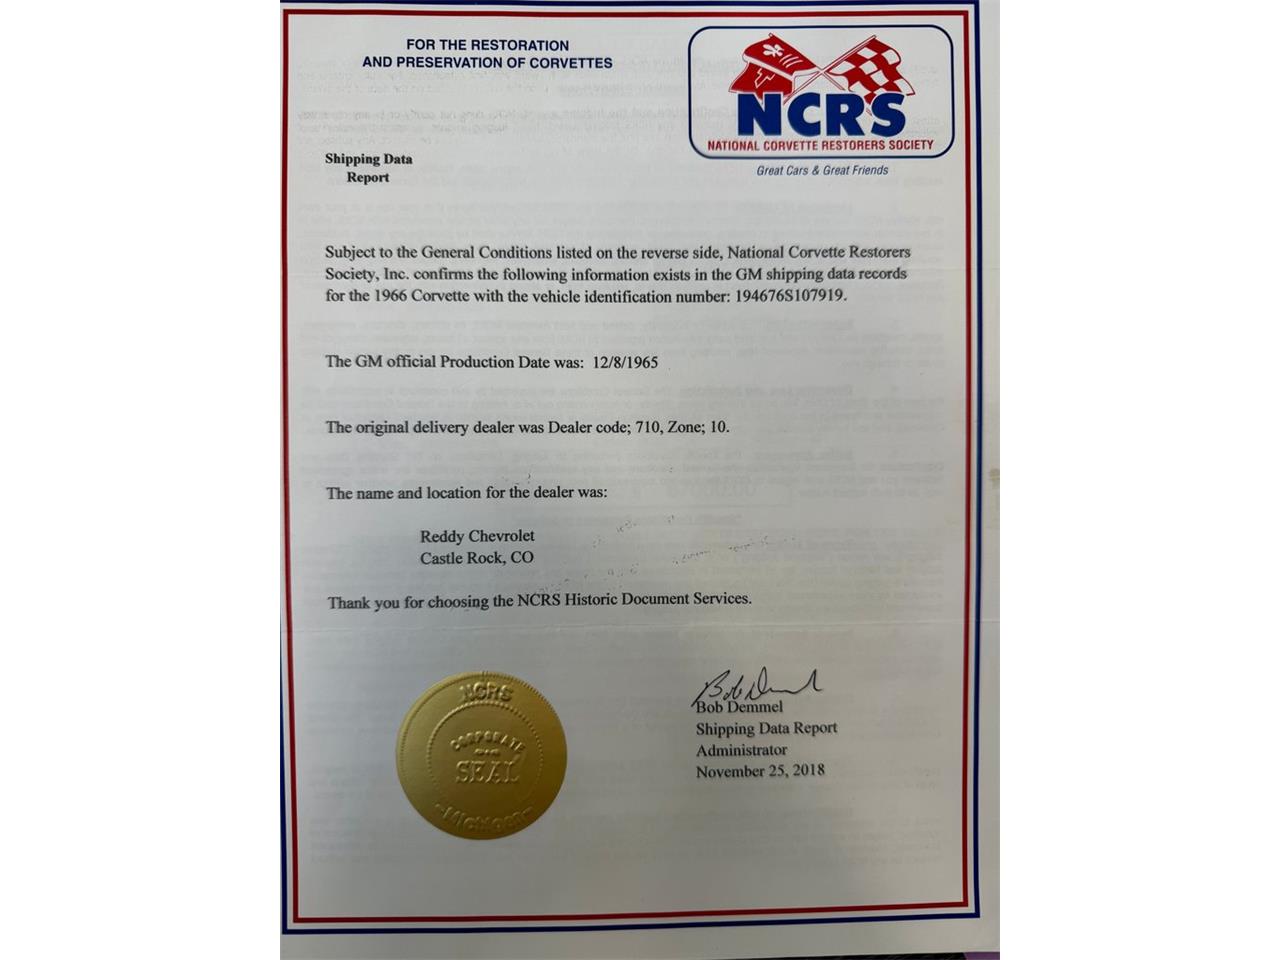 FOR THE RESTORATION
AND PRESERVATION OF CORVETTES
NCRS
NATIONAL CORVETTE RESTORERS SOCIETY
Great Cars & Great Friends
Shipping Data
Report
Subject to the General Conditions listed on the reverse side, National Corvette Restorers
Society, Inc. confirms the following information exists in the GM shipping data records
for the 1966 Corvette with the vehicle identification number: 194676S107919.
The GM official Production Date was: 12/8/1965
The original delivery dealer was Dealer code; 710, Zone; 10.
The name and location for the dealer was:
Reddy Chevrolet
Castle Rock, CO
Thank you for choosing the NCRS Historic Document Services.
Bob Demmel
Bob Demmel
Shipping Data Report
Administrator
November 25, 2018
NCRS
CORPORATE
SEAL
Michigan